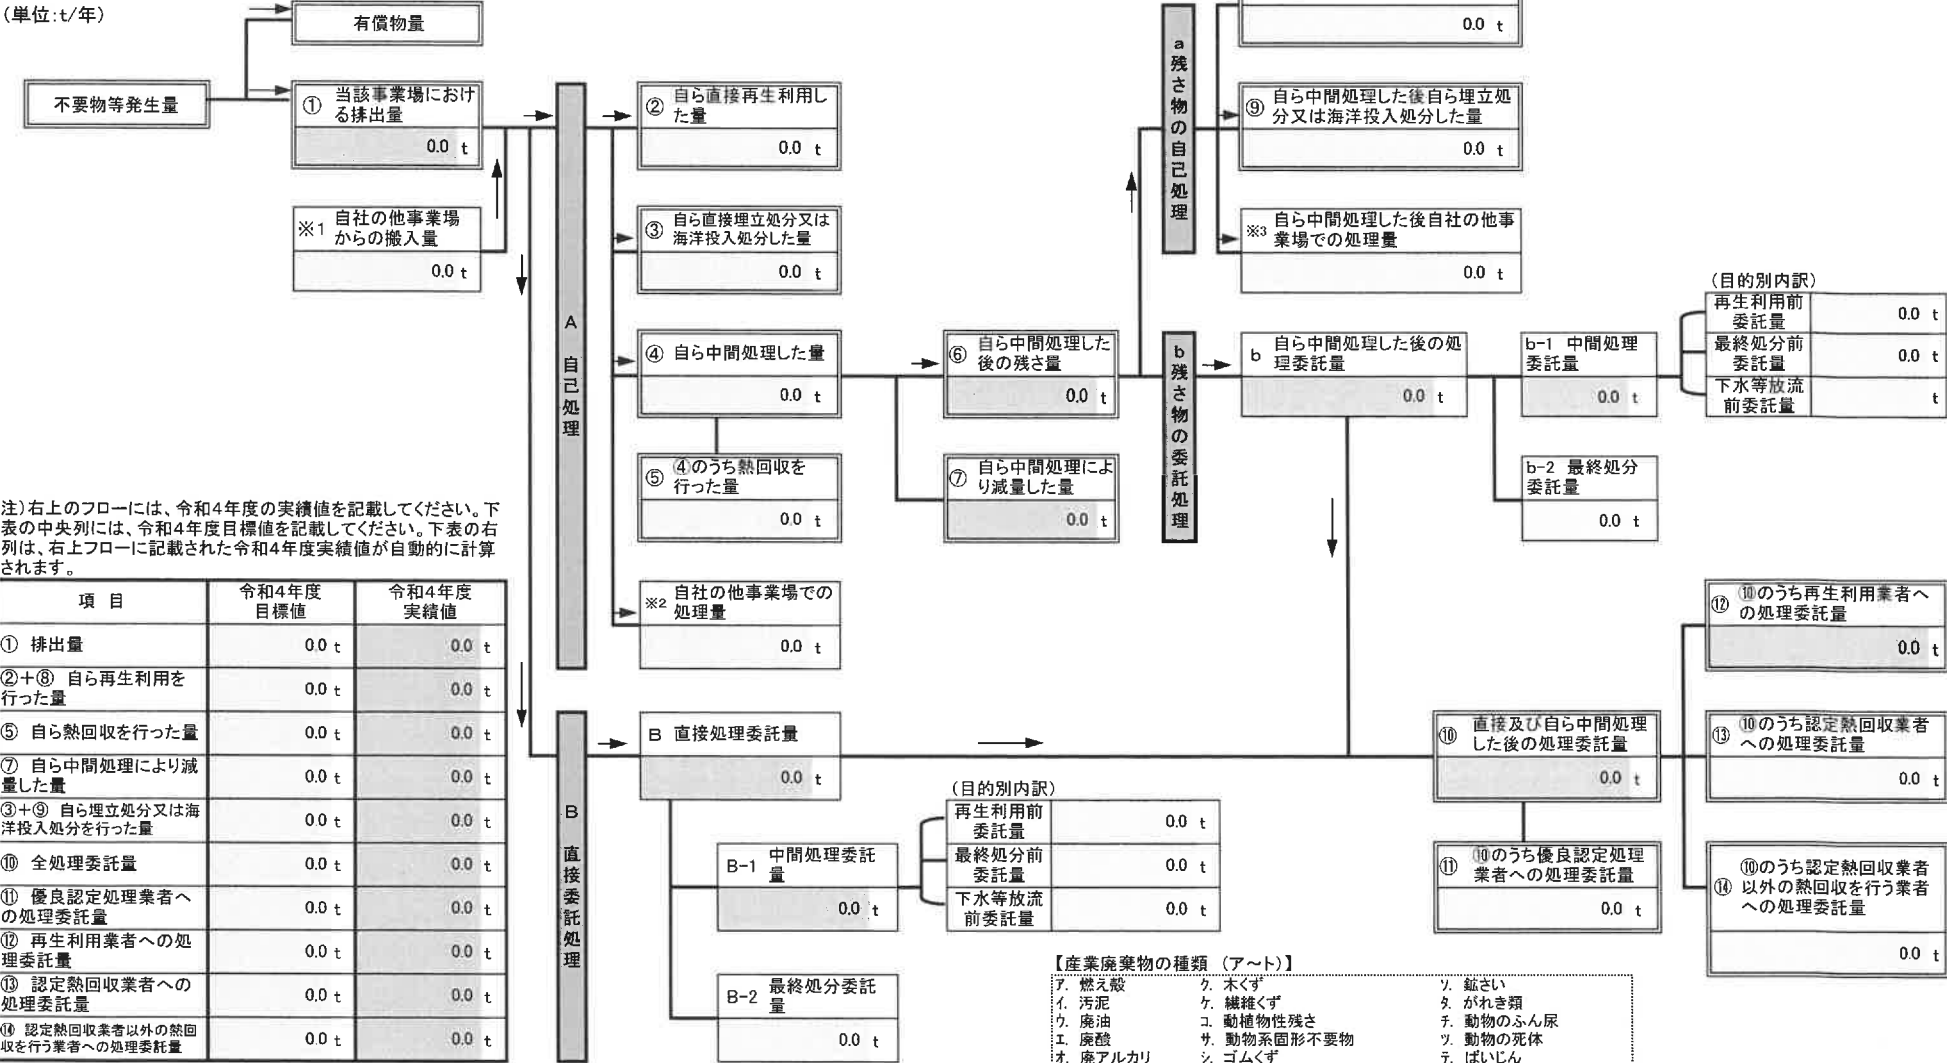 (単位:t/年)
有償物量
不要物等発生量
① 当該事業場におけ
る排出量
0.0 t
※1 自社の他事業場
からの搬入量
0.0 t
A 自己処理
② 自ら直接再生利用し
た量
0.0 t
③ 自ら直接埋立処分又は
海洋投入処分した量
0.0 t
④ 自ら中間処理した量
0.0 t
⑤ ④のうち熱回収を
行った量
0.0 t
※2 自社の他事業場での
処理量
0.0 t
⑥ 自ら中間処理した
後の残さ量
0.0 t
⑦ 自ら中間処理によ
り減量した量
0.0 t
a残さ物の自己処理
0.0 t
⑨ 自ら中間処理した後自ら埋立処
分又は海洋投入処分した量
0.0 t
※3 自ら中間処理した後自社の他事
業場での処理量
0.0 t
b残さ物の委託処理
b 自ら中間処理した後の処
理委託量
0.0 t
b-1 中間処理
委託量
0.0 t
b-2 最終処分
委託量
0.0 t
(目的別内訳)
再生利用前
委託量
0.0 t
最終処分前
委託量
0.0 t
下水等放流
前委託量
t
注)右上のフローには、令和4年度の実績値を記載してください。下
表の中央列には、令和4年度目標値を記載してください。下表の右
列は、右上フローに記載された令和4年度実績値が自動的に計算
されます。
項 目 令和4年度
目標値 令和4年度
実績値
① 排出量 0.0 t 0.0 t
②+⑧ 自ら再生利用を
行った量 0.0 t 0.0 t
⑤ 自ら熱回収を行った量 0.0 t 0.0 t
⑦ 自ら中間処理により減
量した量 0.0 t 0.0 t
③+⑨ 自ら埋立処分又は海
洋投入処分を行った量 0.0 t 0.0 t
⑩ 全処理委託量 0.0 t 0.0 t
⑪ 優良認定処理業者へ
の処理委託量 0.0 t 0.0 t
⑫ 再生利用業者への処
理委託量 0.0 t 0.0 t
⑬ 認定熱回収業者への
処理委託量 0.0 t 0.0 t
⑭ 認定熱回収業者以外の熱回
収を行う業者への処理委託量 0.0 t 0.0 t
B 直接委託処理
B 直接処理委託量
0.0 t
B-1 中間処理委託
量
0.0 t
B-2 最終処分委託
量
0.0 t
(目的別内訳)
再生利用前
委託量
0.0 t
最終処分前
委託量
0.0 t
下水等放流
前委託量
0.0 t
⑩ 直接及び自ら中間処理
した後の処理委託量
0.0 t
⑪ ⑩のうち優良認定処理
業者への処理委託量
0.0 t
⑫ ⑩のうち再生利用業者へ
の処理委託量
0.0 t
⑬ ⑩のうち認定熱回収業者
への処理委託量
0.0 t
⑭ ⑩のうち認定熱回収業者
以外の熱回収を行う業者
への処理委託量
0.0 t
【産業廃棄物の種類 (ア~ト)】
ア. 燃え殻 ク. 木くず ソ. 鉱さい
イ. 汚泥 ケ. 繊維くず タ. がれき類
ウ. 廃油 コ. 動植物性残さ チ. 動物のふん尿
エ. 廃酸 サ. 動物系固形不要物 ツ. 動物の死体
オ. 廃アルカリ シ. ゴムくず テ. ばいじん